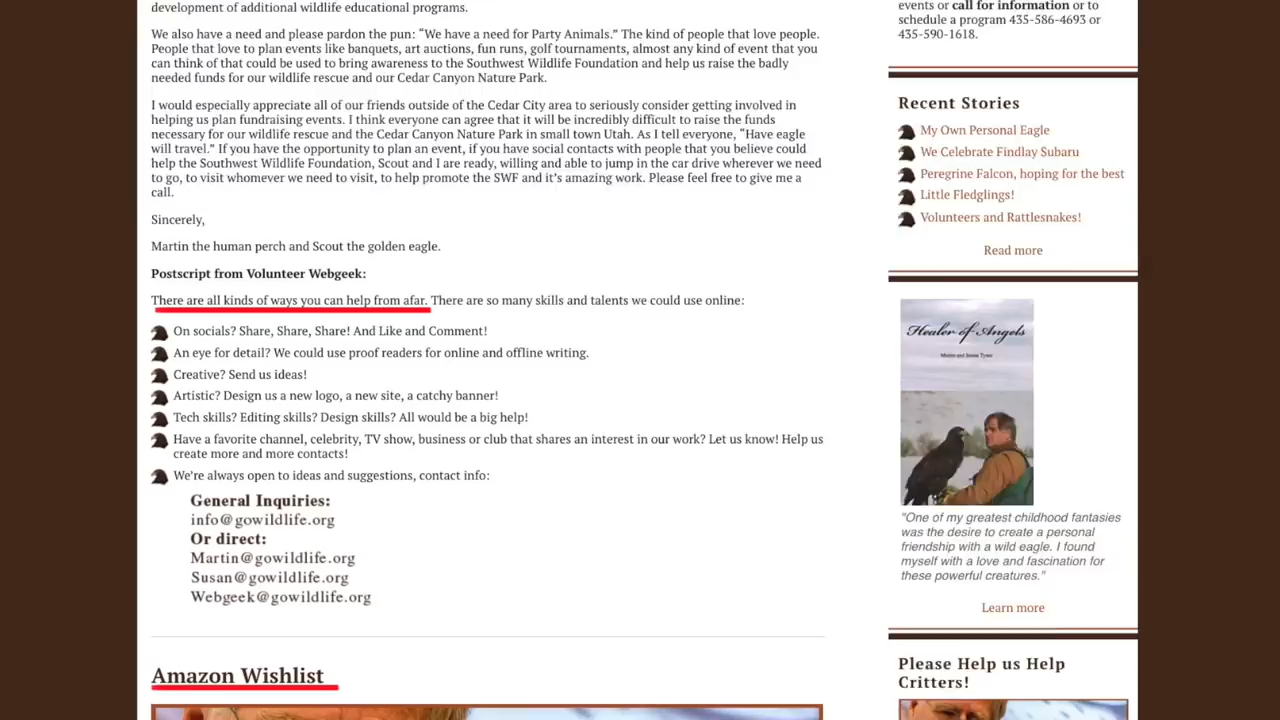 development of additional wildlife educational programs.
We also have a need and please pardon the pun: “We have a need for Party Animals.” The kind of people that love people.
People that love to plan events like banquets, art auctions, fun runs, golf tournaments, almost any kind of event that you
can think of that could be used to bring awareness to the Southwest Wildlife Foundation and help us raise the badly
needed funds for our wildlife rescue and our Cedar Canyon Nature Park.
I would especially appreciate all of our friends outside of the Cedar City area to seriously consider getting involved in
helping us plan fundraising events. I think everyone can agree that it will be incredibly difficult to raise the funds
necessary for our wildlife rescue and the Cedar Canyon Nature Park in small town Utah. As I tell everyone, “Have eagle
will travel.” If you have the opportunity to plan an event, if you have social contacts with people that you believe could
help the Southwest Wildlife Foundation, Scout and I are ready, willing and able to jump in the car drive wherever we need
to go, to visit whomever we need to visit, to help promote the SWF and it’s amazing work. Please feel free to give me a
call.
Sincerely,
Martin the human perch and Scout the golden eagle.
Postscript from Volunteer Webgeek:
There are all kinds of ways you can help from afar. There are so many skills and talents we could use online:
On socials? Share, Share, Share! And Like and Comment!
An eye for detail? We could use proof readers for online and offline writing.
Creative? Send us ideas!
Artistic? Design us a new logo, a new site, a catchy banner!
Tech skills? Editing skills? Design skills? All would be a big help!
Have a favorite channel, celebrity, TV show, business or club that shares an interest in our work? Let us know! Help us
create more and more contacts!
We’re always open to ideas and suggestions, contact info:
General Inquiries:
info@gowildlife.org
Or direct:
Martin@gowildlife.org
Susan@gowildlife.org
Webgeek@gowildlife.org
Amazon Wishlist
events or call for information or to
schedule a program 435-586-4693 or
435-590-1618.
Recent Stories
My Own Personal Eagle
We Celebrate Findlay Subaru
Peregrine Falcon, hoping for the best
Little Fledglings!
Volunteers and Rattlesnakes!
Read more
Healer of Angels
Martin and Susan Tyner
"One of my greatest childhood fantasies
was the desire to create a personal
friendship with a wild eagle. I found
myself with a love and fascination for
these powerful creatures."
Learn more
Please Help us Help
Critters!